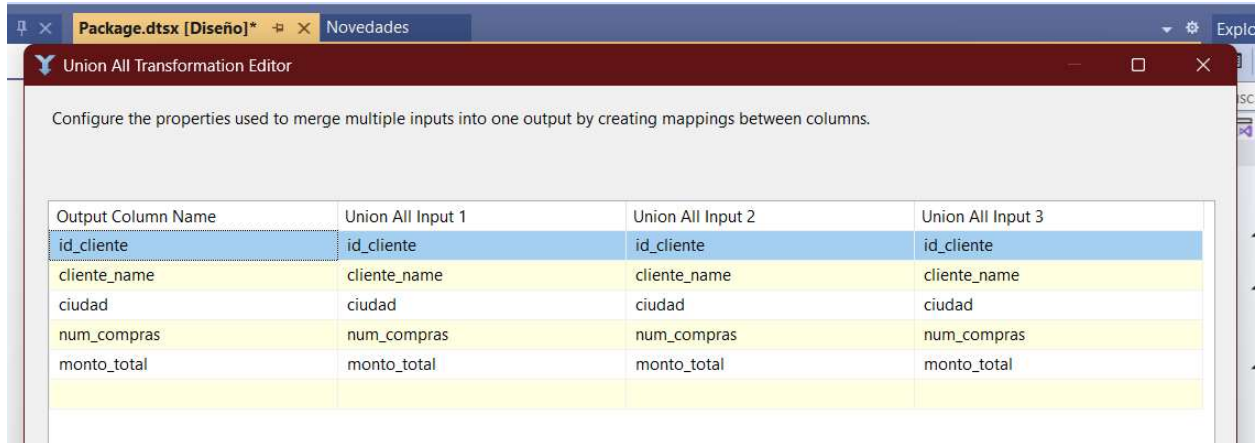 Package.dtsx [Diseño]* Novedades
Explo
Union All Transformation Editor
Configure the properties used to merge multiple inputs into one output by creating mappings between columns.
Output Column Name Union All Input 1 Union All Input 2 Union All Input 3
id_cliente id_cliente id_cliente id_cliente
cliente_name cliente_name cliente_name cliente_name
ciudad ciudad ciudad ciudad
num_compras num_compras num_compras num_compras
monto_total monto_total monto_total monto_total